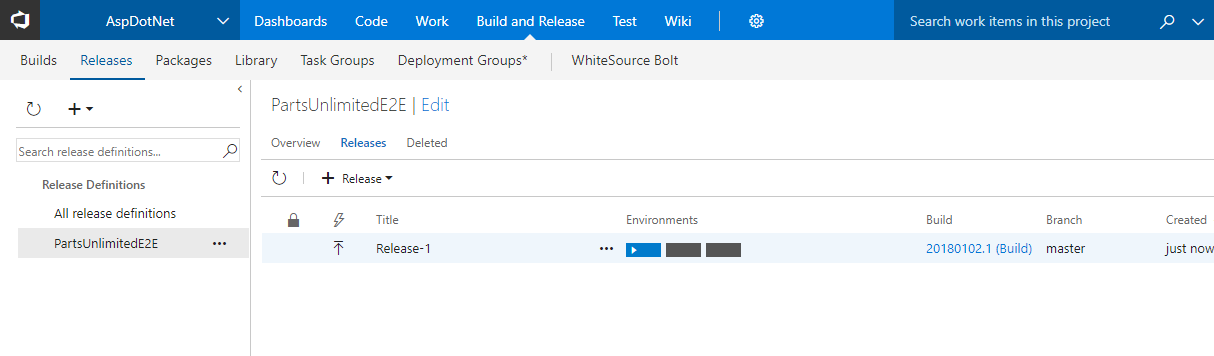 AspDotNet Dashboards Code Work Build and Release Test Wiki Search work items in this project
Builds Releases Packages Library Task Groups Deployment Groups* WhiteSource Bolt
PartsUnlimitedE2E | Edit
Overview Releases Deleted
Search release definitions...
+ Release
Release Definitions
All release definitions
PartsUnlimitedE2E ...
Title Environments Build Branch Created
Release-1 ... 20180102.1 (Build) master just now